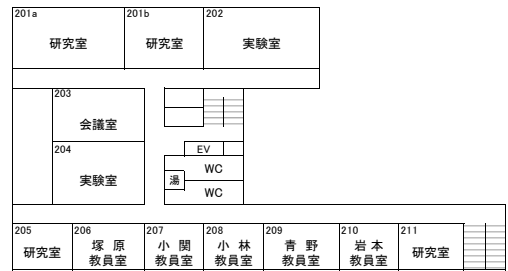 201a
研究室
201b
研究室
202
実験室
203
会議室
204
実験室
EV
WC
湯
WC
205
研究室
206
塚原
教員室
207
小関
教員室
208
小林
教員室
209
青野
教員室
210
岩本
教員室
211
研究室